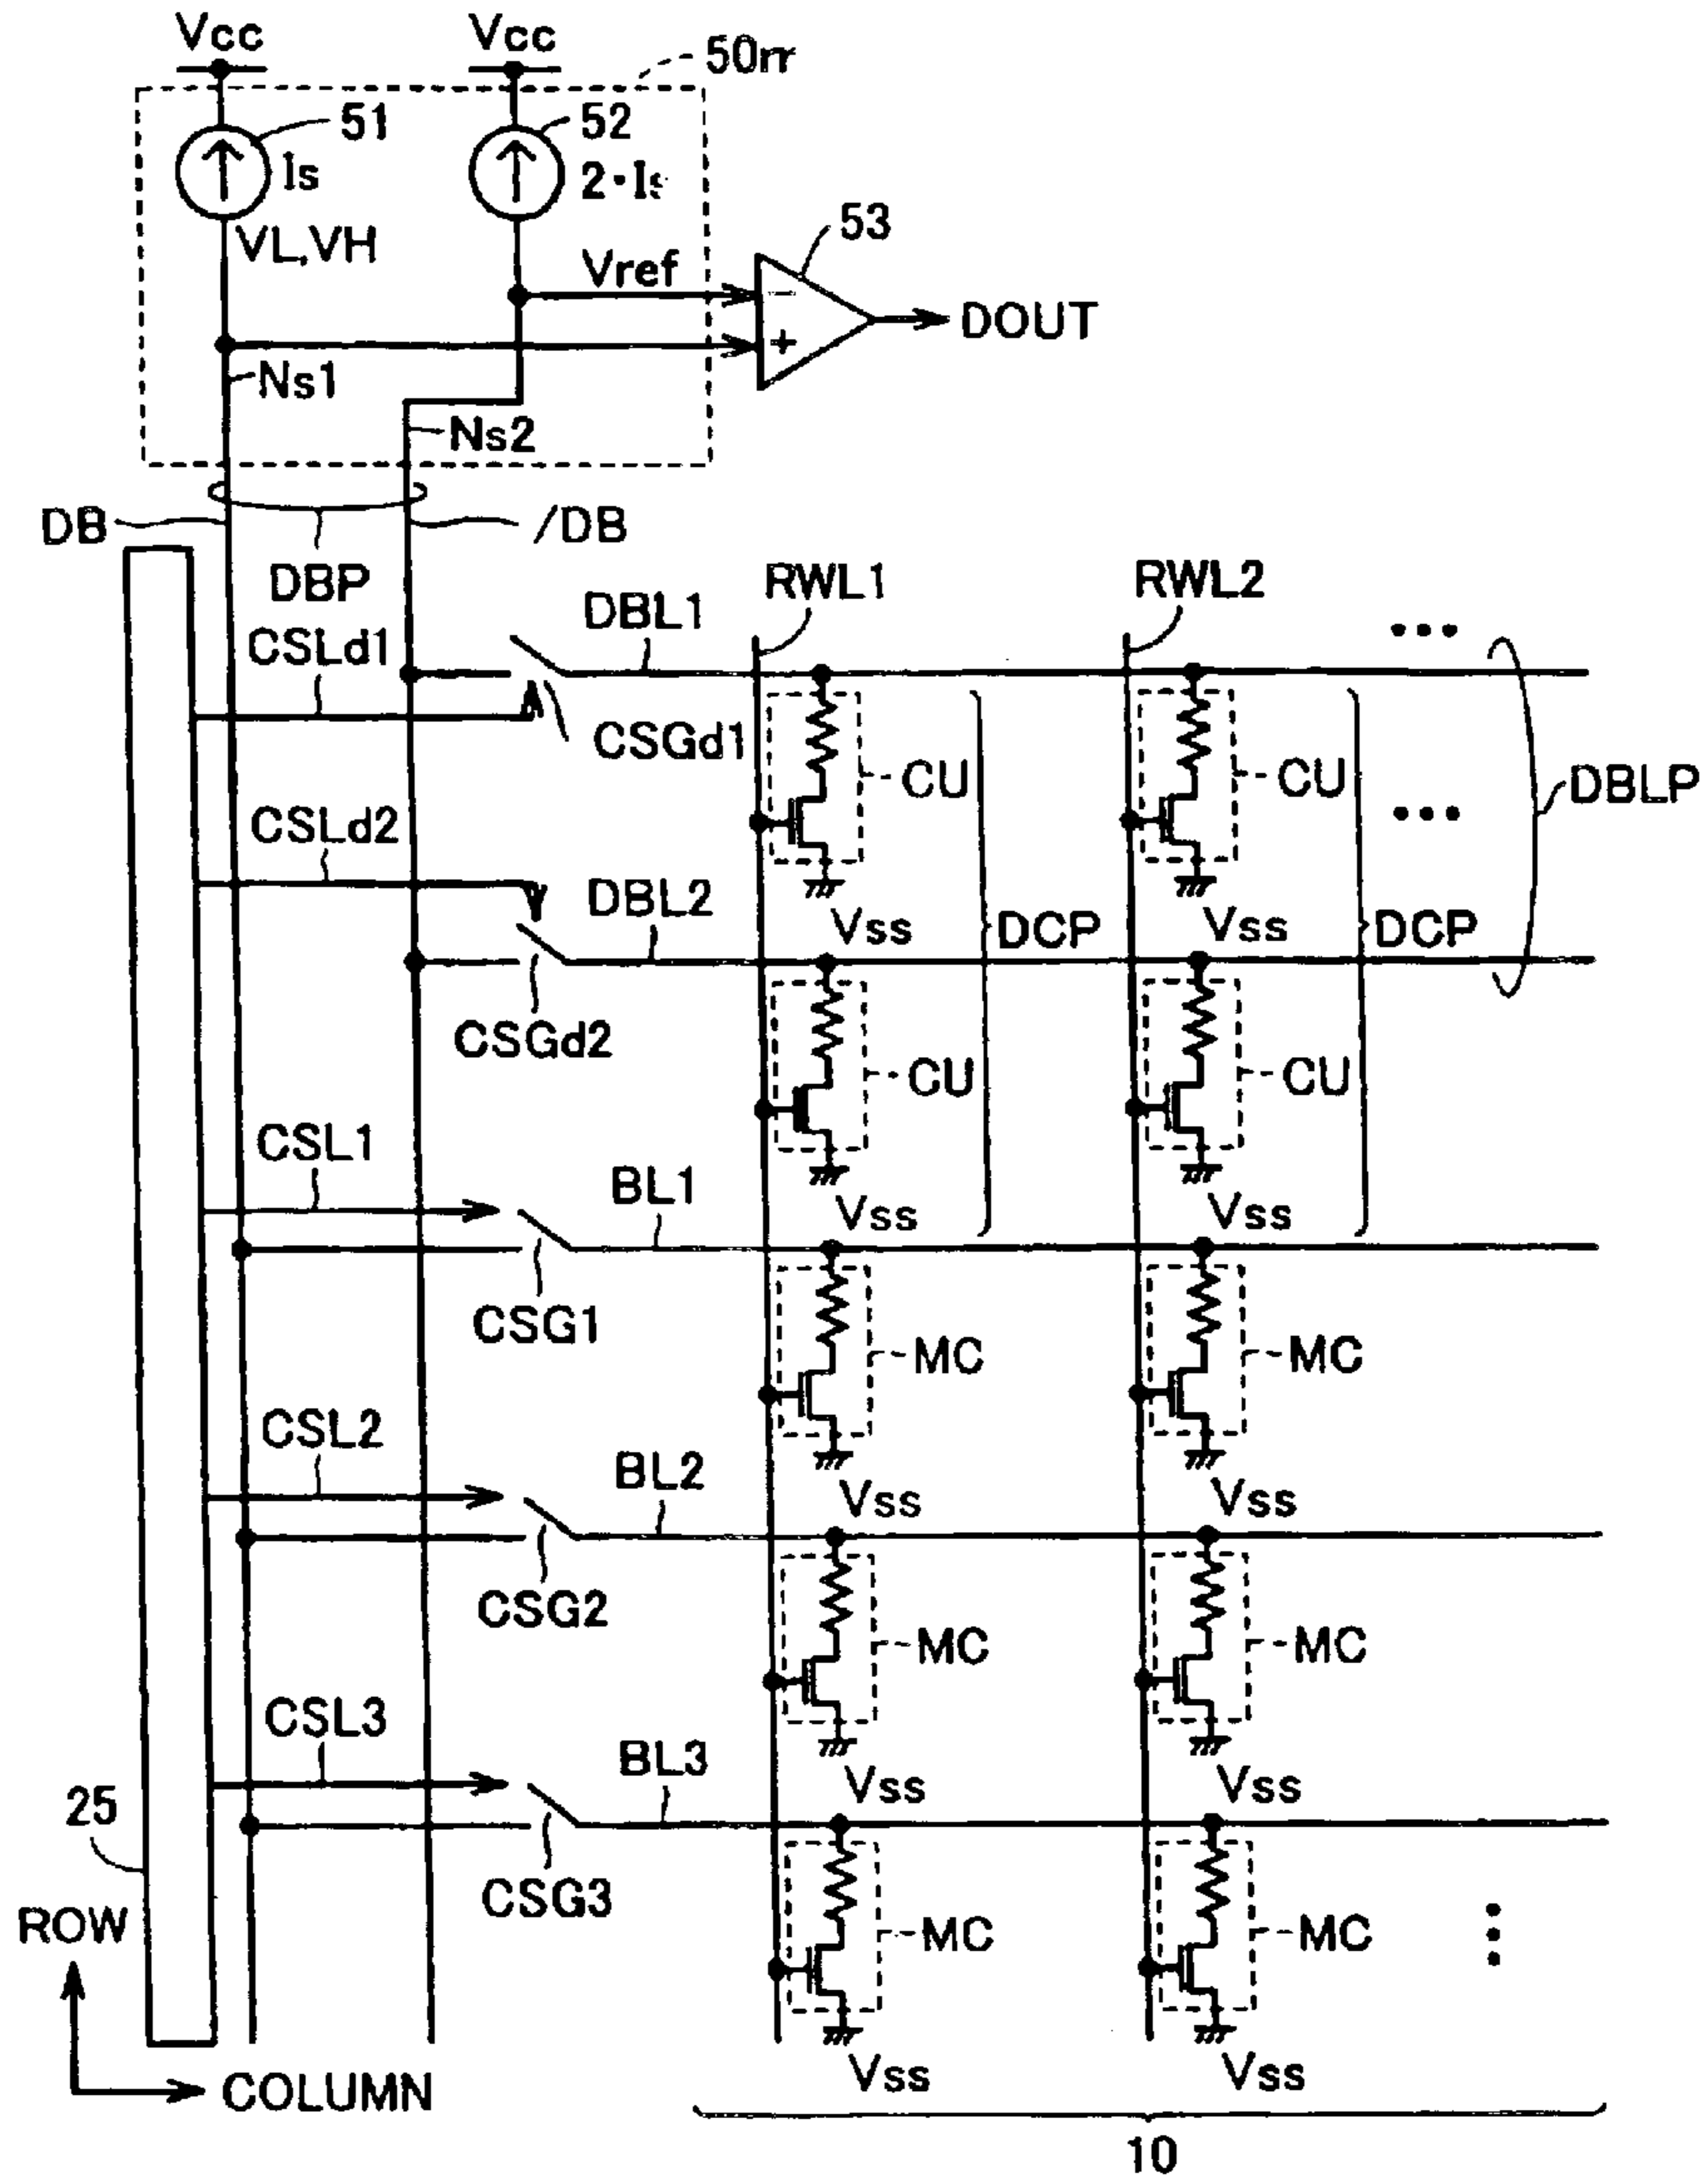 Vcc Vcc 50rr
51 52
Is 2·Is
VL,VH 53
Vref
-
DOUT
+
Ns1
Ns2
DB /DB
DBP RWL1 RWL2
DBL1
CSLd1 ...
CSGd1 CU CU DBLP
CSLd2 ...
DBL2 Vss DCP Vss DCP
CSGd2 CU CU
CSL1 BL1 Vss Vss
CSG1 MC MC
CSL2 BL2 Vss Vss
CSG2 MC MC
CSL3 BL3 Vss Vss
25
CSG3 MC MC
ROW
Vss Vss
COLUMN
10